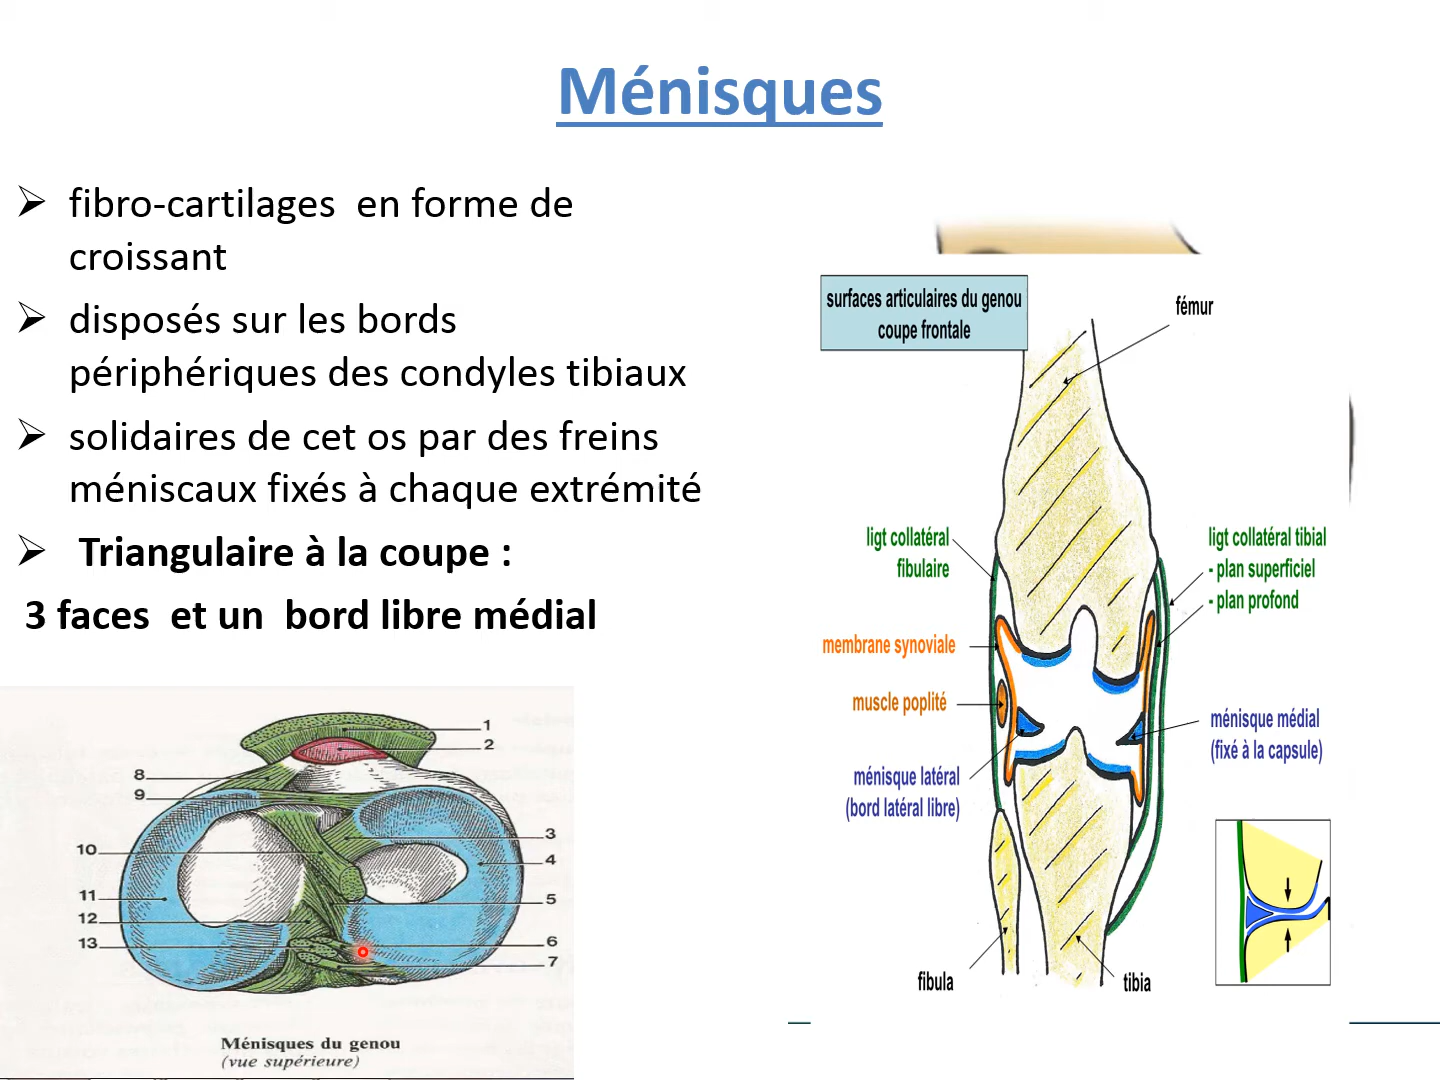 Ménisques
fibro-cartilages en forme de
croissant
disposés sur les bords
périphériques des condyles tibiaux
solidaires de cet os par des freins
méniscaux fixés à chaque extrémité
Triangulaire à la coupe :
3 faces et un bord libre médial
1
2
8
9
3
10
4
11
5
12
6
13
7
Ménisques du genou
(vue supérieure)
surfaces articulaires du genou
coupe frontale
fémur
ligt collatéral
fibulaire
ligt collatéral tibial
- plan superficiel
- plan profond
membrane synoviale
muscle poplité
ménisque médial
(fixé à la capsule)
ménisque latéral
(bord latéral libre)
fibula
tibia